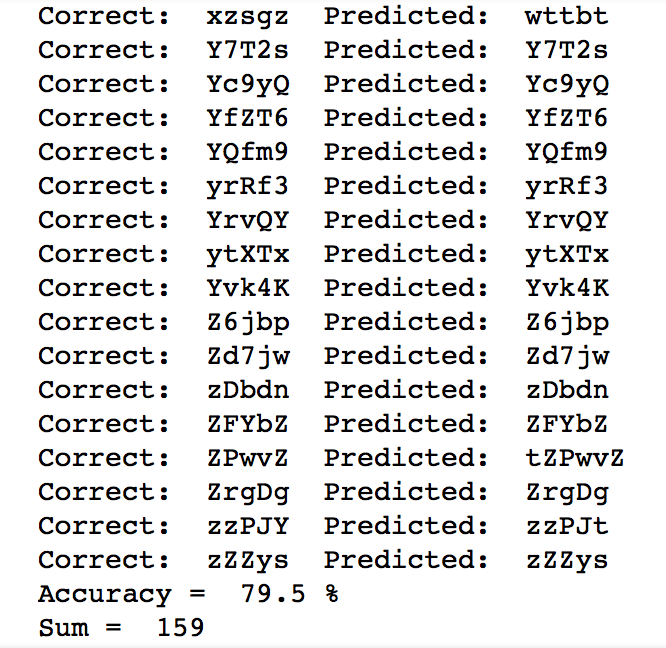 Correct:  xzsgz  Predicted:  wttbt
Correct:  Y7T2s  Predicted:  Y7T2s
Correct:  Yc9yQ  Predicted:  Yc9yQ
Correct:  YfZT6  Predicted:  YfZT6
Correct:  YQfm9  Predicted:  YQfm9
Correct:  yrRf3  Predicted:  yrRf3
Correct:  YrvQY  Predicted:  YrvQY
Correct:  ytXTx  Predicted:  ytXTx
Correct:  Yvk4K  Predicted:  Yvk4K
Correct:  Z6jbp  Predicted:  Z6jbp
Correct:  Zd7jw  Predicted:  Zd7jw
Correct:  zDbdn  Predicted:  zDbdn
Correct:  ZFYbZ  Predicted:  ZFYbZ
Correct:  ZPwvZ  Predicted:  tZPwvZ
Correct:  ZrgDg  Predicted:  ZrgDg
Correct:  zzPJY  Predicted:  zzPJt
Correct:  zZZys  Predicted:  zZZys
Accuracy =  79.5 %
Sum =  159